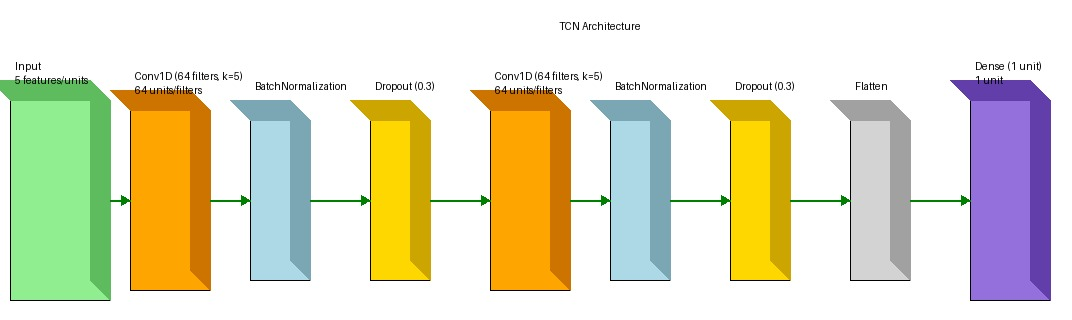 TCN Architecture
Input
5 features/units
Conv1D (64 filters, k=5)
64 units/filters
BatchNormalization
Dropout (0.3)
Conv1D (64 filters, k=5)
64 units/filters
BatchNormalization
Dropout (0.3)
Flatten
Dense (1 unit)
1 unit